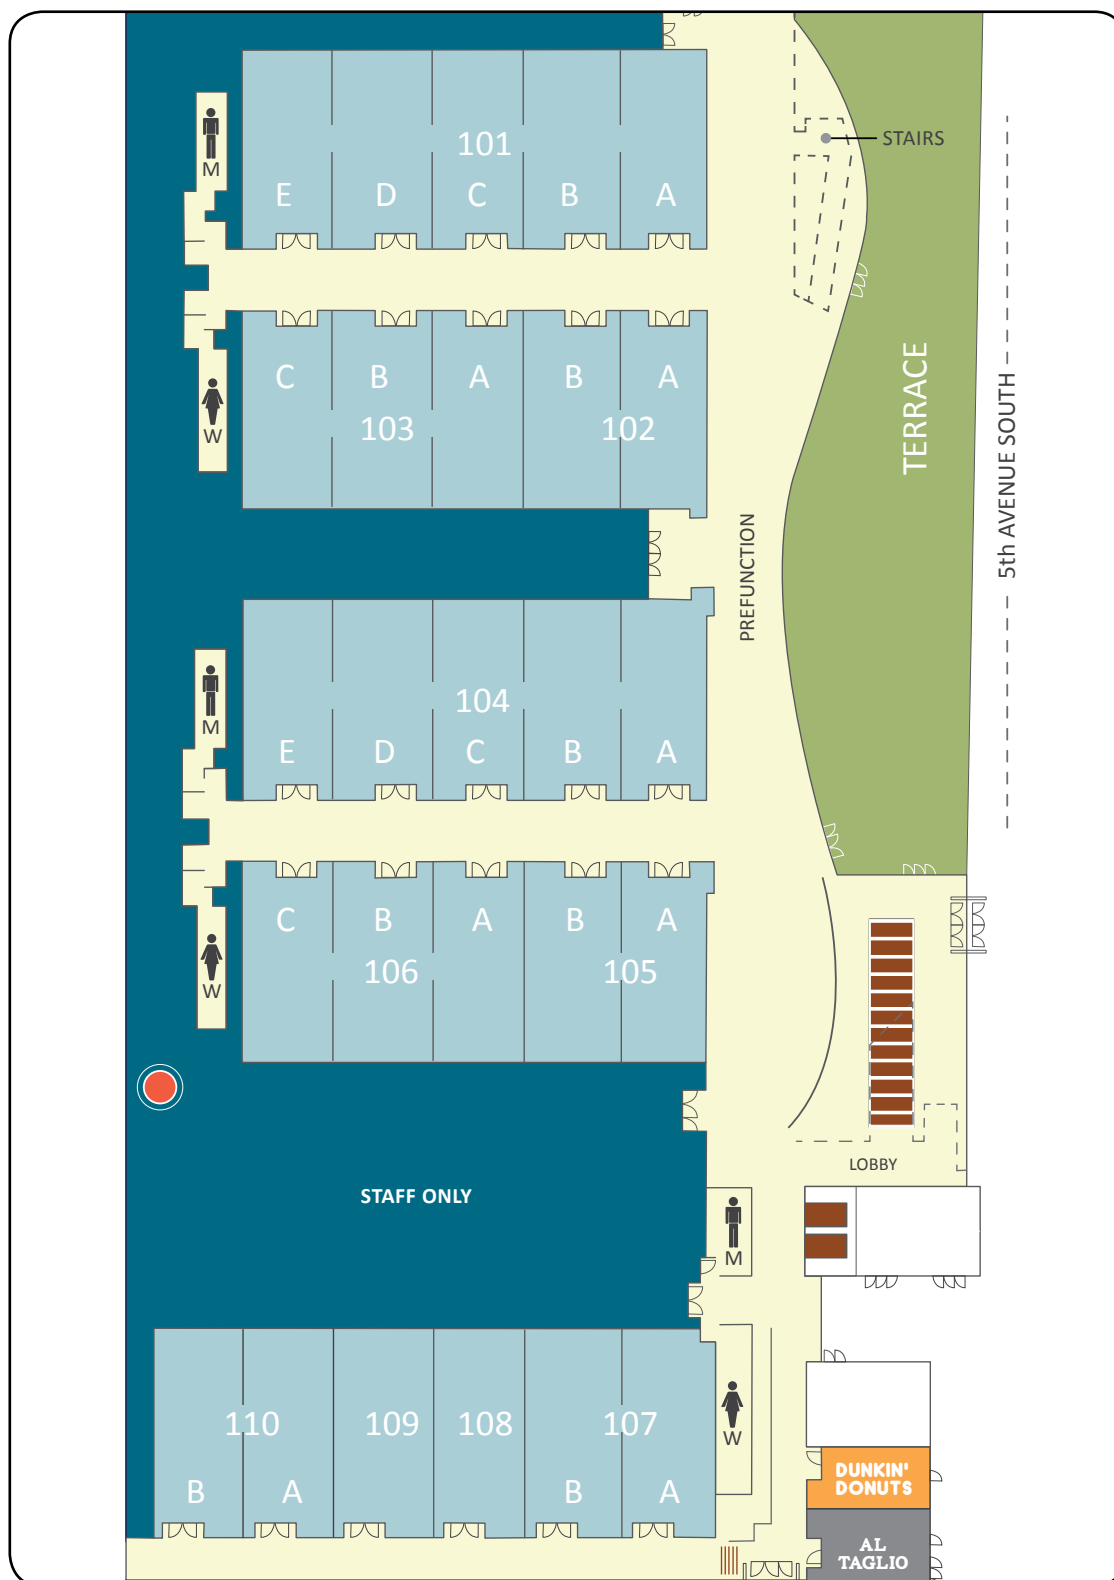 101
STAIRS
M
E D C B A
C B A B A
103 102
W
TERRACE
5th AVENUE SOUTH
PREFUNCTION
104
M
E D C B A
C B A B A
106 105
W
LOBBY
STAFF ONLY
M
110 109 108 107
W
B A B A
DUNKIN'
DONUTS
AL
TAGLIO